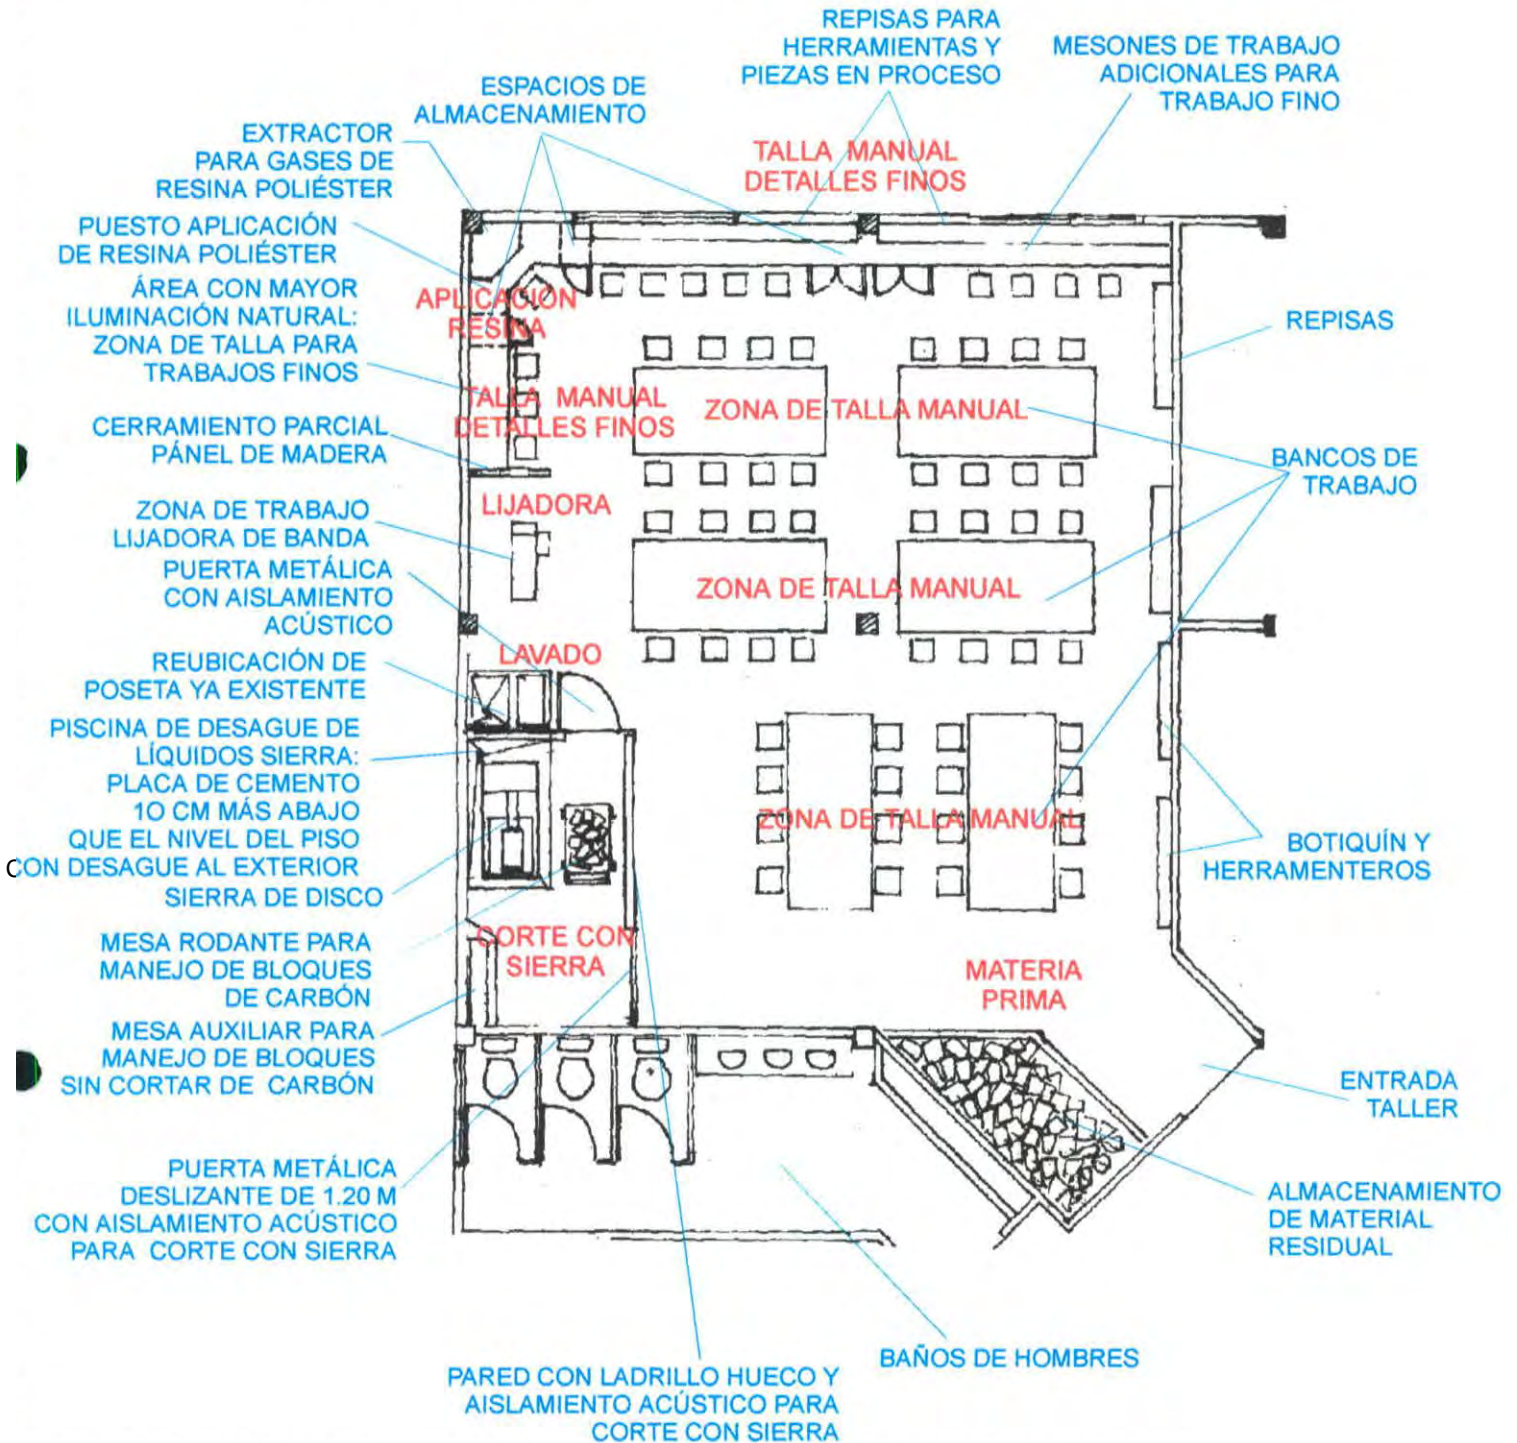 REPISAS PARA
HERRAMIENTAS Y
PIEZAS EN PROCESO
MESONES DE TRABAJO
ADICIONALES PARA
TRABAJO FINO
ESPACIOS DE
ALMACENAMIENTO
EXTRACTOR
PARA GASES DE
RESINA POLIÉSTER
TALLA MANUAL
DETALLES FINOS
PUESTO APLICACIÓN
DE RESINA POLIÉSTER
ÁREA CON MAYOR
ILUMINACIÓN NATURAL:
ZONA DE TALLA PARA
TRABAJOS FINOS
APLICACIÓN
RESINA
REPISAS
TALLA MANUAL
DETALLES FINOS
ZONA DE TALLA MANUAL
CERRAMIENTO PARCIAL
PÁNEL DE MADERA
BANCOS DE
TRABAJO
LIJADORA
ZONA DE TRABAJO
LIJADORA DE BANDA
PUERTA METÁLICA
CON AISLAMIENTO
ACÚSTICO
ZONA DE TALLA MANUAL
LAVADO
REUBICACIÓN DE
POSETA YA EXISTENTE
PISCINA DE DESAGUE DE
LÍQUIDOS SIERRA:
PLACA DE CEMENTO
1O CM MÁS ABAJO
QUE EL NIVEL DEL PISO
CON DESAGUE AL EXTERIOR
ZONA DE TALLA MANUAL
BOTIQUÍN Y
HERRAMENTEROS
SIERRA DE DISCO
MESA RODANTE PARA
MANEJO DE BLOQUES
DE CARBÓN
CORTE CON
SIERRA
MATERIA
PRIMA
MESA AUXILIAR PARA
MANEJO DE BLOQUES
SIN CORTAR DE CARBÓN
ENTRADA
TALLER
PUERTA METÁLICA
DESLIZANTE DE 1.20 M
CON AISLAMIENTO ACÚSTICO
PARA CORTE CON SIERRA
ALMACENAMIENTO
DE MATERIAL
RESIDUAL
BAÑOS DE HOMBRES
PARED CON LADRILLO HUECO Y
AISLAMIENTO ACÚSTICO PARA
CORTE CON SIERRA